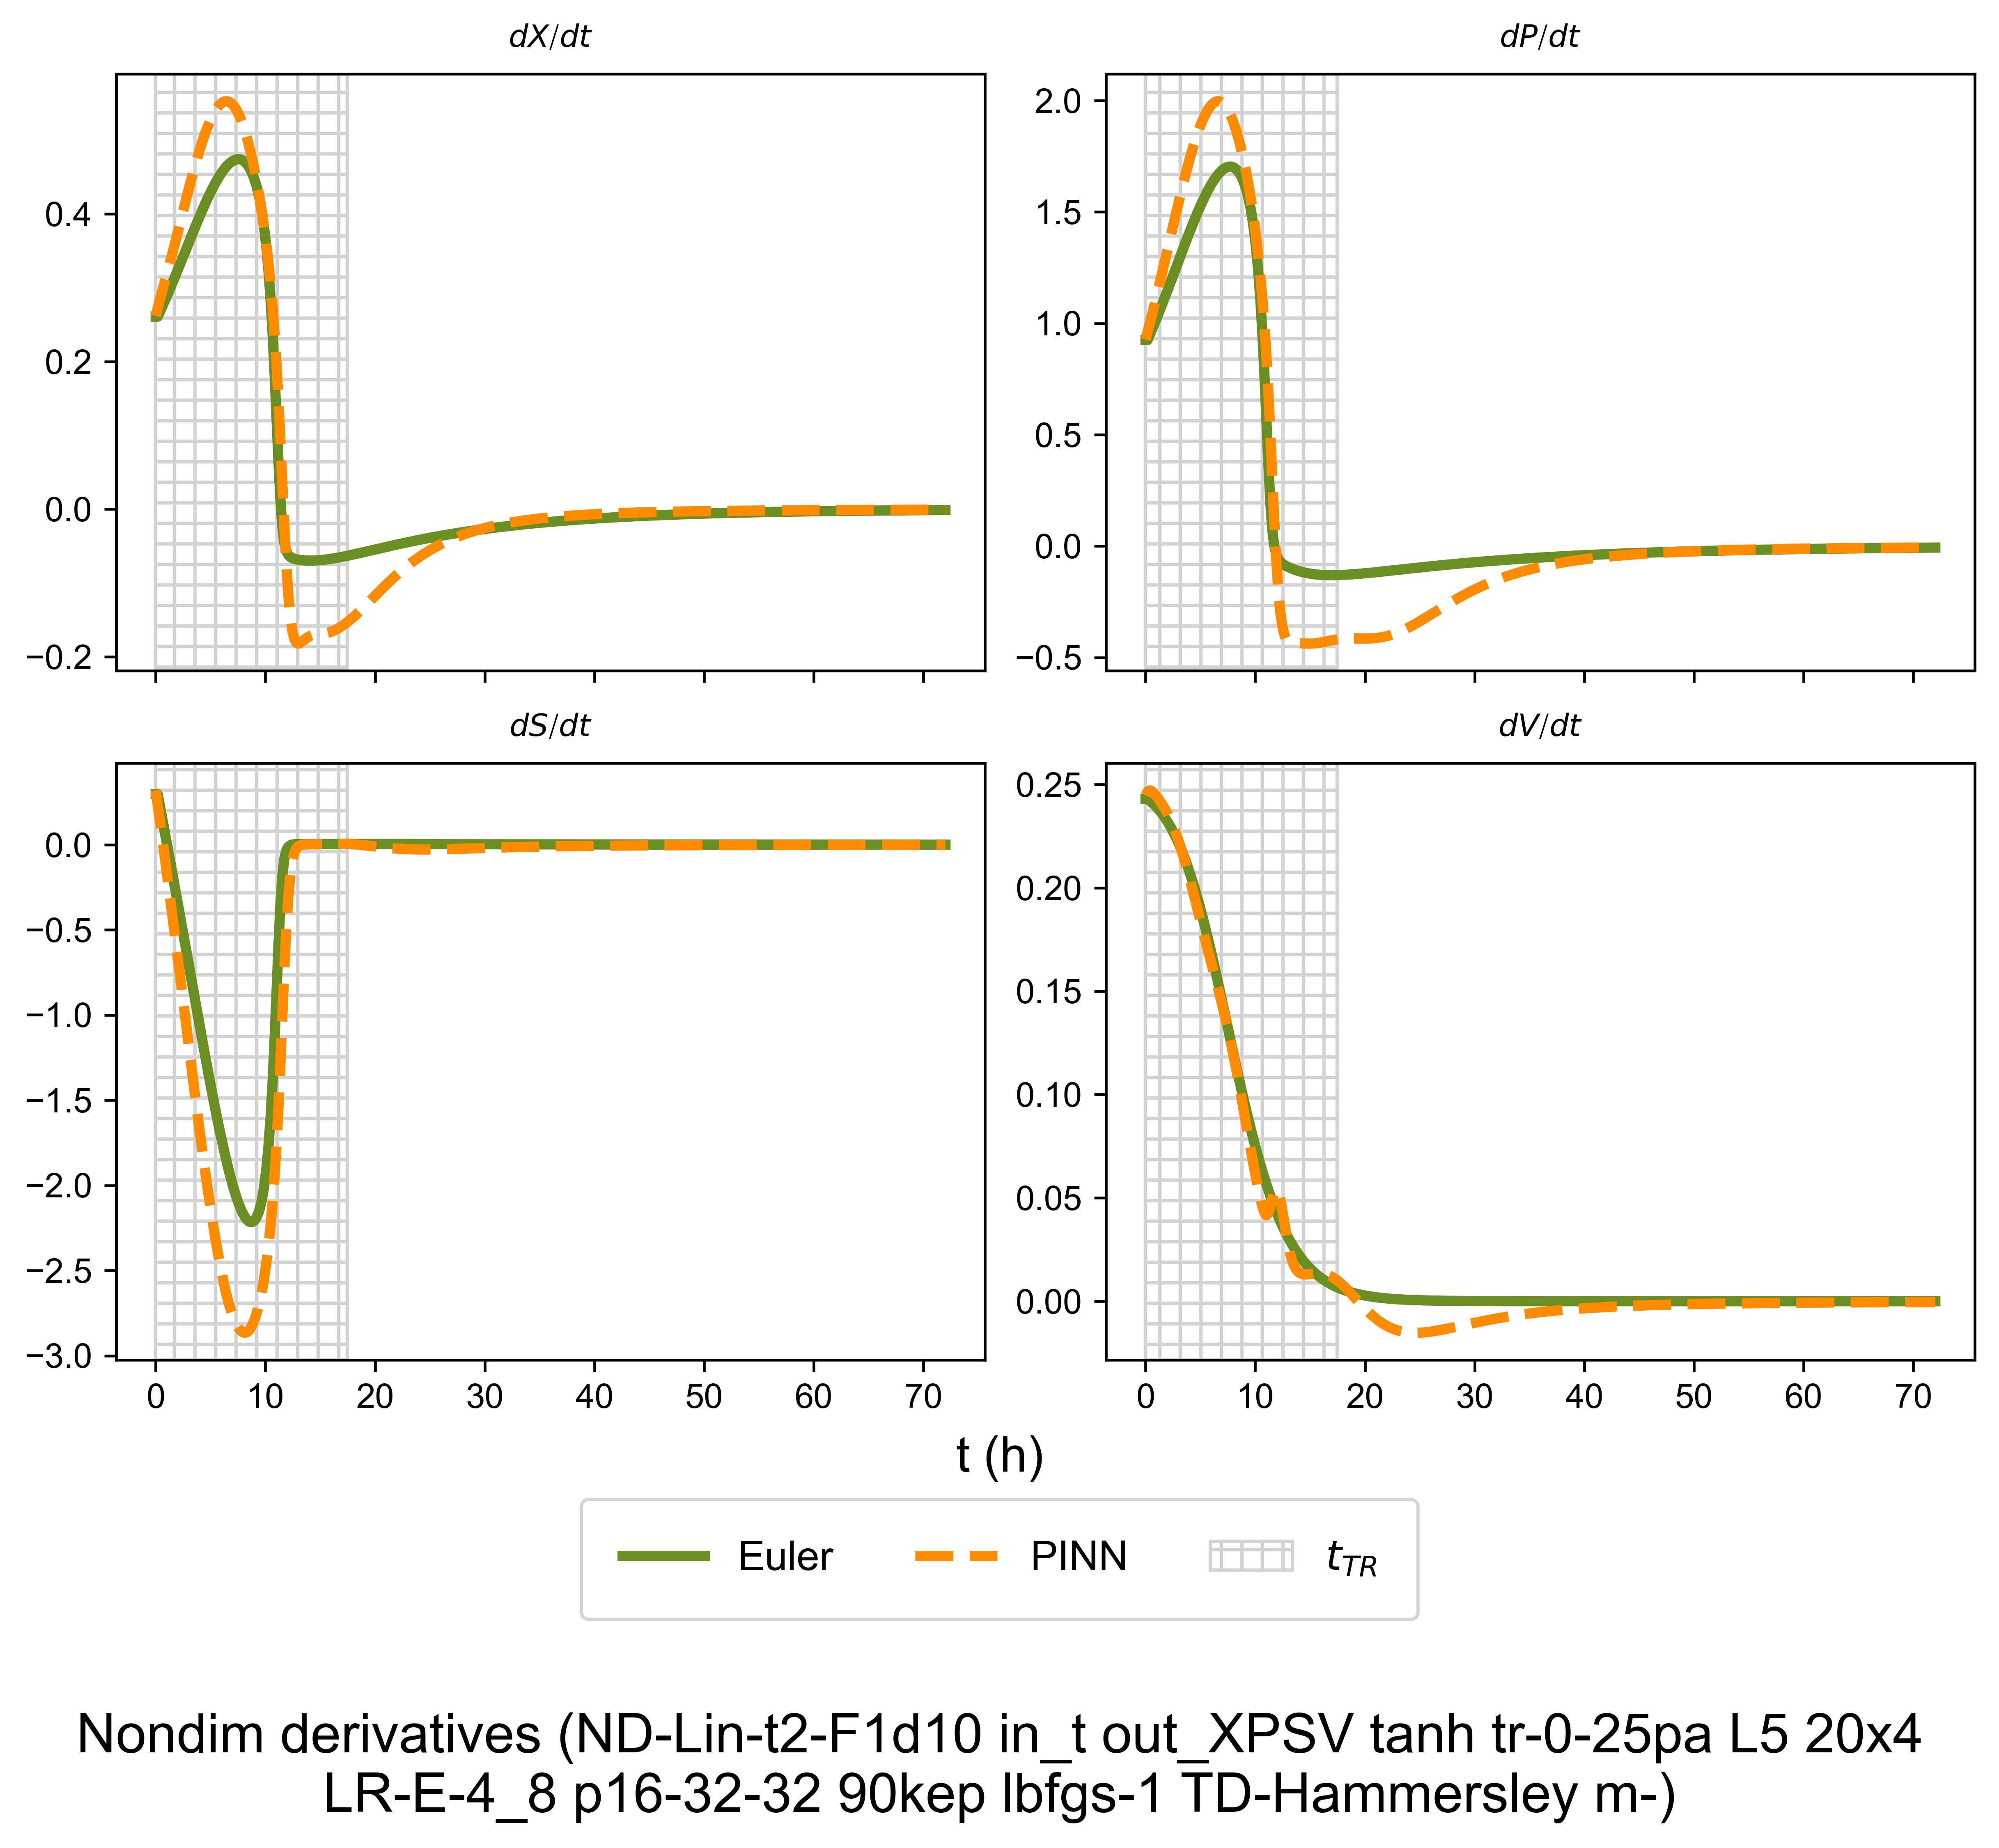 dX/dt
dP/dt
0.4
0.2
0.0
−0.2
2.0
1.5
1.0
0.5
0.0
−0.5
dS/dt
dV/dt
0.0
−0.5
−1.0
−1.5
−2.0
−2.5
−3.0
0.25
0.20
0.15
0.10
0.05
0.00
0 10 20 30 40 50 60 70
0 10 20 30 40 50 60 70
t (h)
Euler PINN t_TR
Nondim derivatives (ND-Lin-t2-F1d10 in_t out_XPSV tanh tr-0-25pa L5 20x4
LR-E-4_8 p16-32-32 90kep lbfgs-1 TD-Hammersley m-)